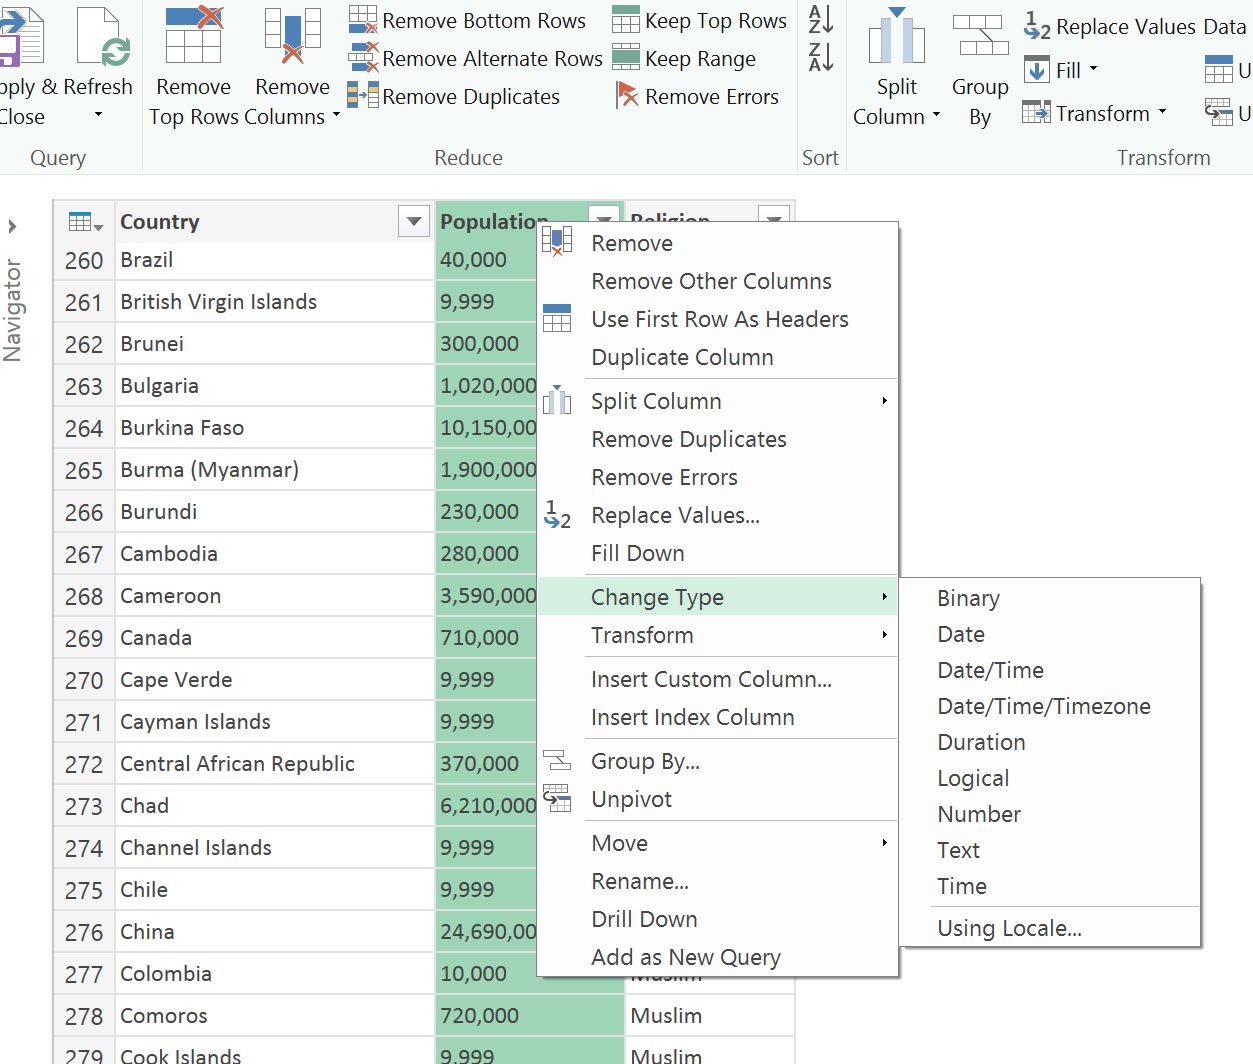 Remove Bottom Rows
Keep Top Rows
Replace Values
Data
Remove Alternate Rows
Keep Range
Fill
Remove Duplicates
Remove Errors
Transform
& Refresh
Close
Remove
Top Rows
Remove
Columns
Split
Column
Group
By
Query
Reduce
Sort
Transform
Navigator
Country
Population
Religion
260 Brazil 40,000
261 British Virgin Islands 9,999
262 Brunei 300,000
263 Bulgaria 1,020,000
264 Burkina Faso 10,150,00
265 Burma (Myanmar) 1,900,000
266 Burundi 230,000
267 Cambodia 280,000
268 Cameroon 3,590,000
269 Canada 710,000
270 Cape Verde 9,999
271 Cayman Islands 9,999
272 Central African Republic 370,000
273 Chad 6,210,000
274 Channel Islands 9,999
275 Chile 9,999
276 China 24,690,00
277 Colombia 10,000 Muslim
278 Comoros 720,000 Muslim
279 Cook Islands 9,999 Muslim
Remove
Remove Other Columns
Use First Row As Headers
Duplicate Column
Split Column
Remove Duplicates
Remove Errors
Replace Values...
Fill Down
Change Type
Transform
Insert Custom Column...
Insert Index Column
Group By...
Unpivot
Move
Rename...
Drill Down
Add as New Query
Binary
Date
Date/Time
Date/Time/Timezone
Duration
Logical
Number
Text
Time
Using Locale...